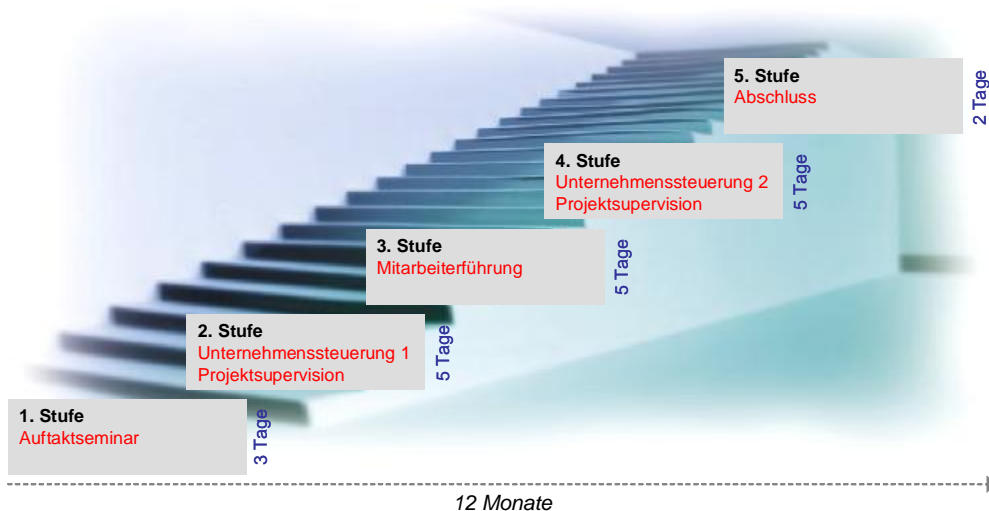 5. Stufe
Abschluss
2 Tage
4. Stufe
Unternehmenssteuerung 2
Projektsupervision
5 Tage
3. Stufe
Mitarbeiterführung
5 Tage
2. Stufe
Unternehmenssteuerung 1
Projektsupervision
5 Tage
1. Stufe
Auftaktseminar
3 Tage
12 Monate